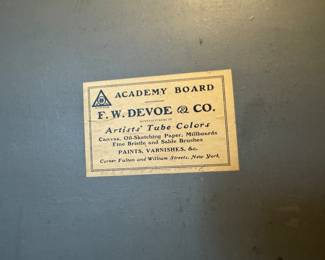 ACADEMY BOARD
F. W. DEVOE & CO.
Artists' Tube Colors
Canvas, Oil-Sketching Paper, Millboards
Fine Bristle and Sable Brushes
PAINTS, VARNISHES, &c.
Corner Fulton and William Streets, New York.